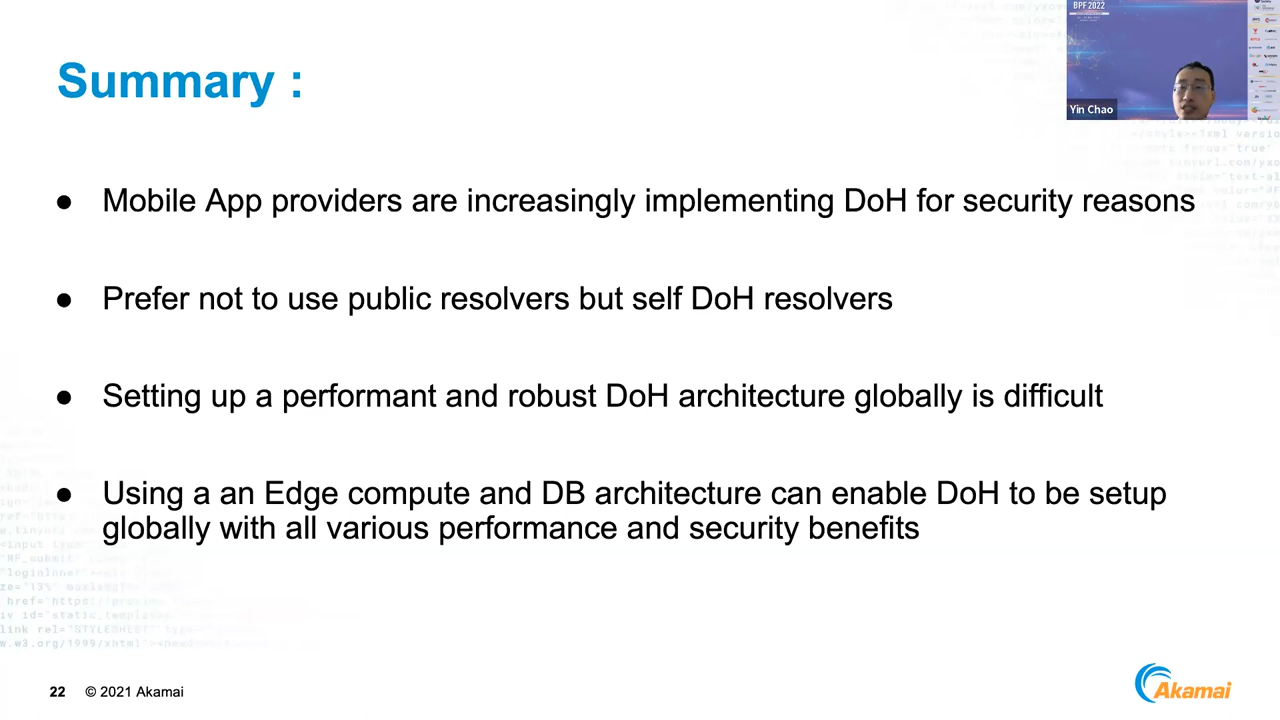 BPF 2022
Yin Chao
Summary :
● Mobile App providers are increasingly implementing DoH for security reasons
● Prefer not to use public resolvers but self DoH resolvers
● Setting up a performant and robust DoH architecture globally is difficult
● Using a an Edge compute and DB architecture can enable DoH to be setup
globally with all various performance and security benefits
22 © 2021 Akamai
Akamai